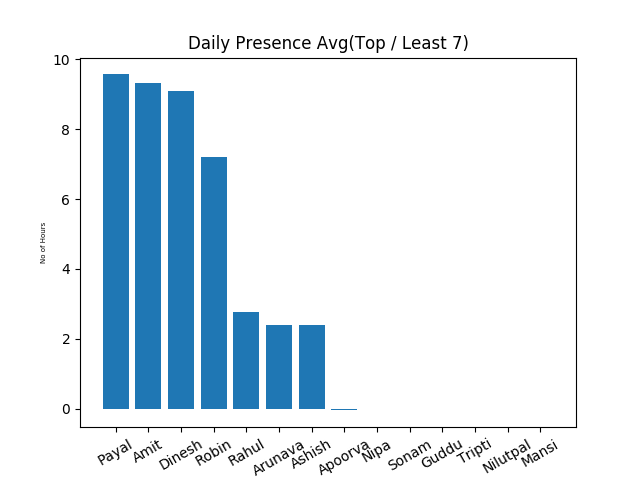 Daily Presence Avg(Top / Least 7)
10
8
6
4
2
0
No of Hours
Payal
Amit
Dinesh
Robin
Rahul
Arunava
Ashish
Apoorva
Nipa
Sonam
Guddu
Tripti
Nilutpal
Mansi